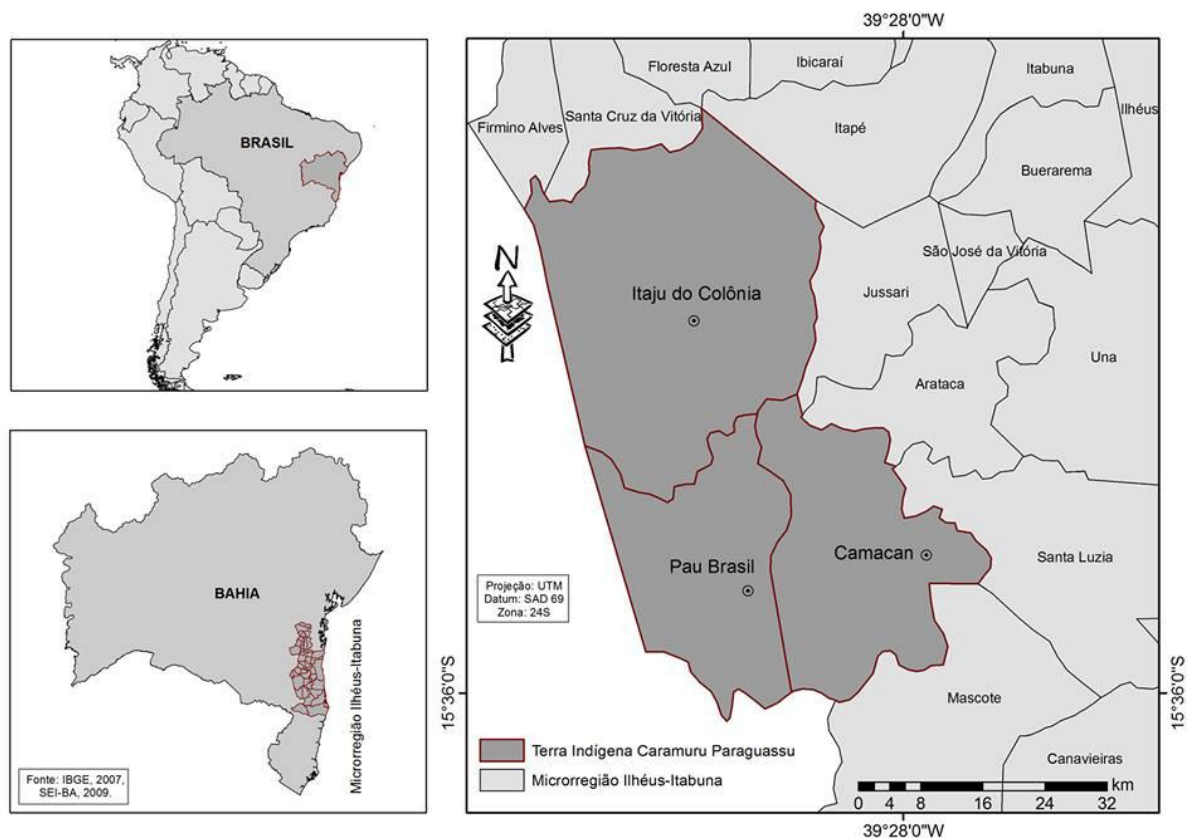 BRASIL
BAHIA
Microrregião Ilhéus-Itabuna
Fonte: IBGE, 2007,
SEI-BA, 2009.
39°28'0"W
Floresta Azul
Ibicaraí
Itabuna
Ilhéus
Firmino Alves
Santa Cruz da Vitória
Itapé
Buerarema
N
São José da Vitória
Itaju do Colônia
Jussari
Una
Arataca
Camacan
Santa Luzia
Pau Brasil
Projeção: UTM
Datum: SAD 69
Zona: 24S
15°36'0"S
15°36'0"S
Mascote
Terra Indígena Caramuru Paraguassu
Microrregião Ilhéus-Itabuna
Canavieiras
km
0 4 8 16 24 32
39°28'0"W